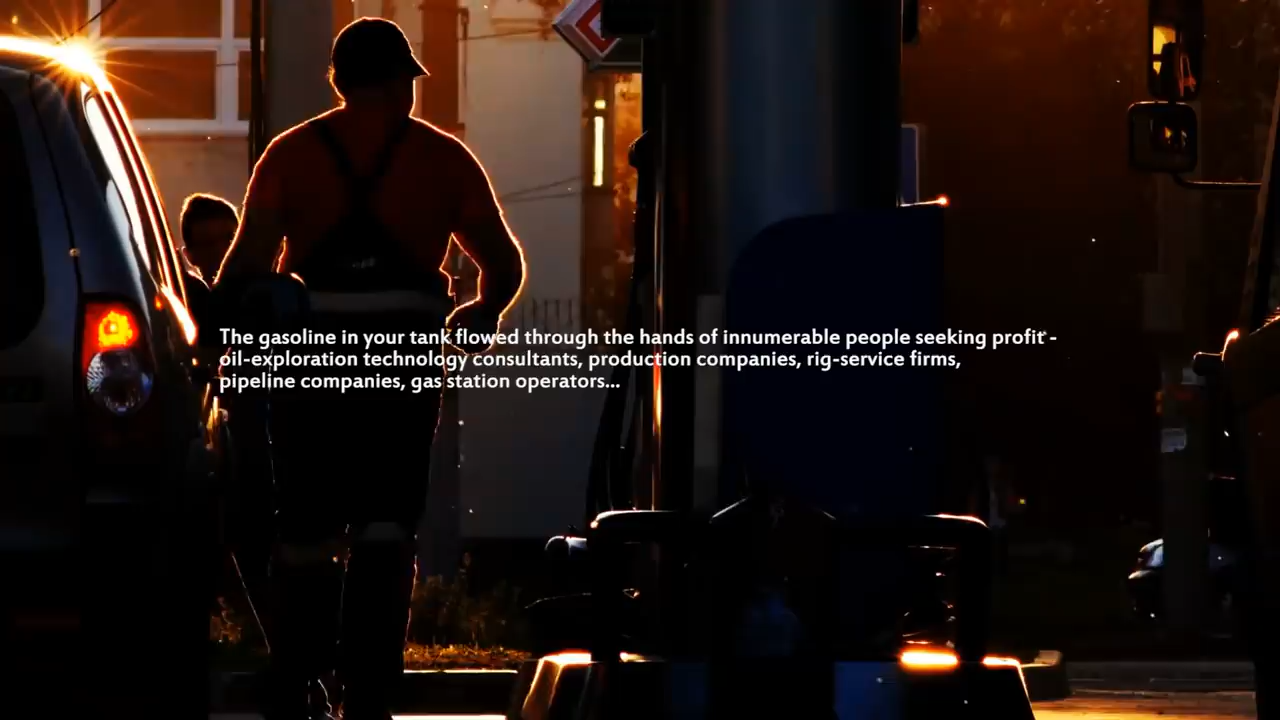 The gasoline in your tank flowed through the hands of innumerable people seeking profit -
oil-exploration technology consultants, production companies, rig-service firms,
pipeline companies, gas station operators...